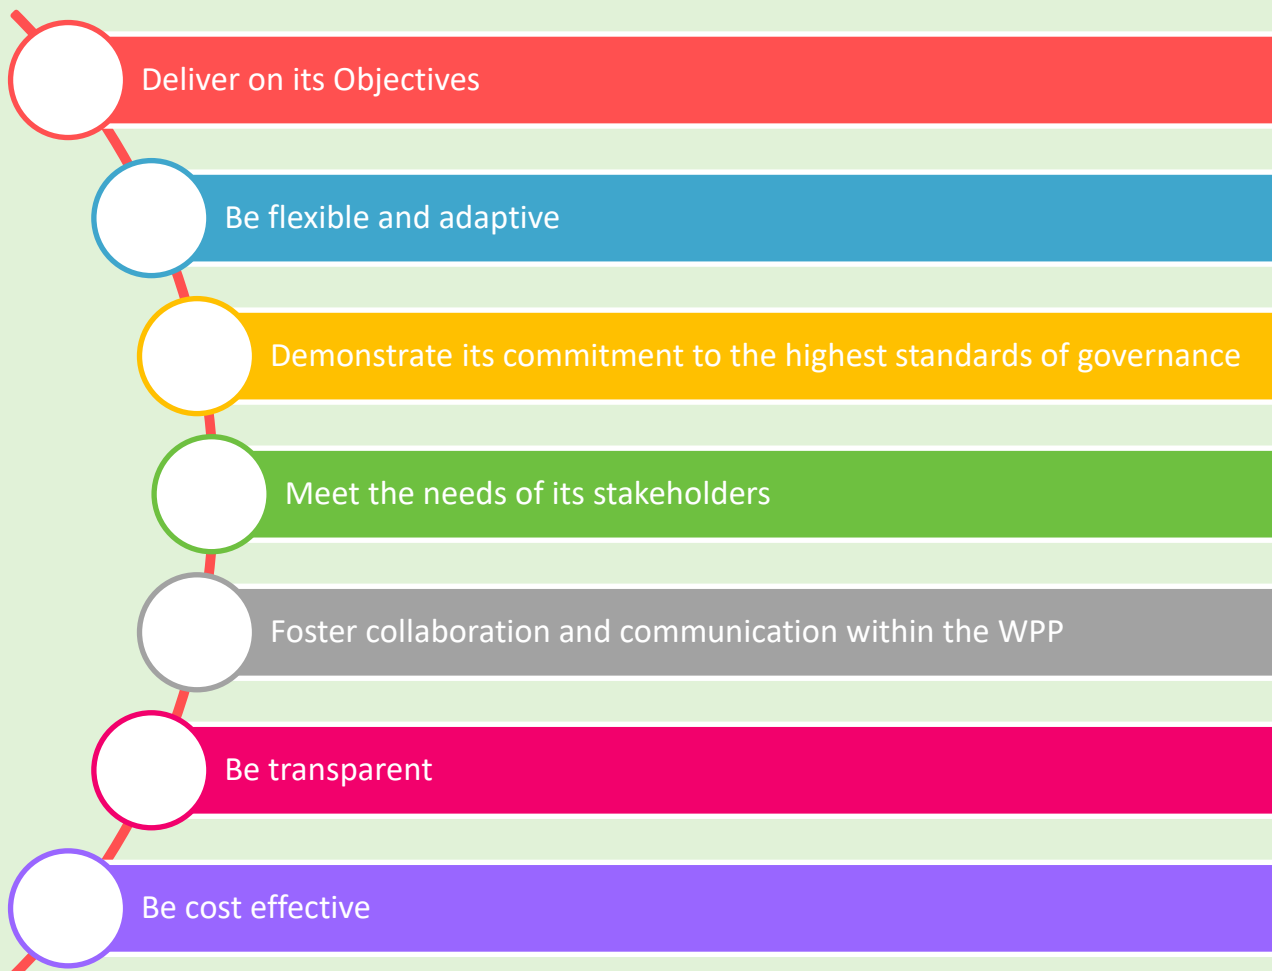 Deliver on its Objectives
Be flexible and adaptive
Demonstrate its commitment to the highest standards of governance
Meet the needs of its stakeholders
Foster collaboration and communication within the WPP
Be transparent
Be cost effective